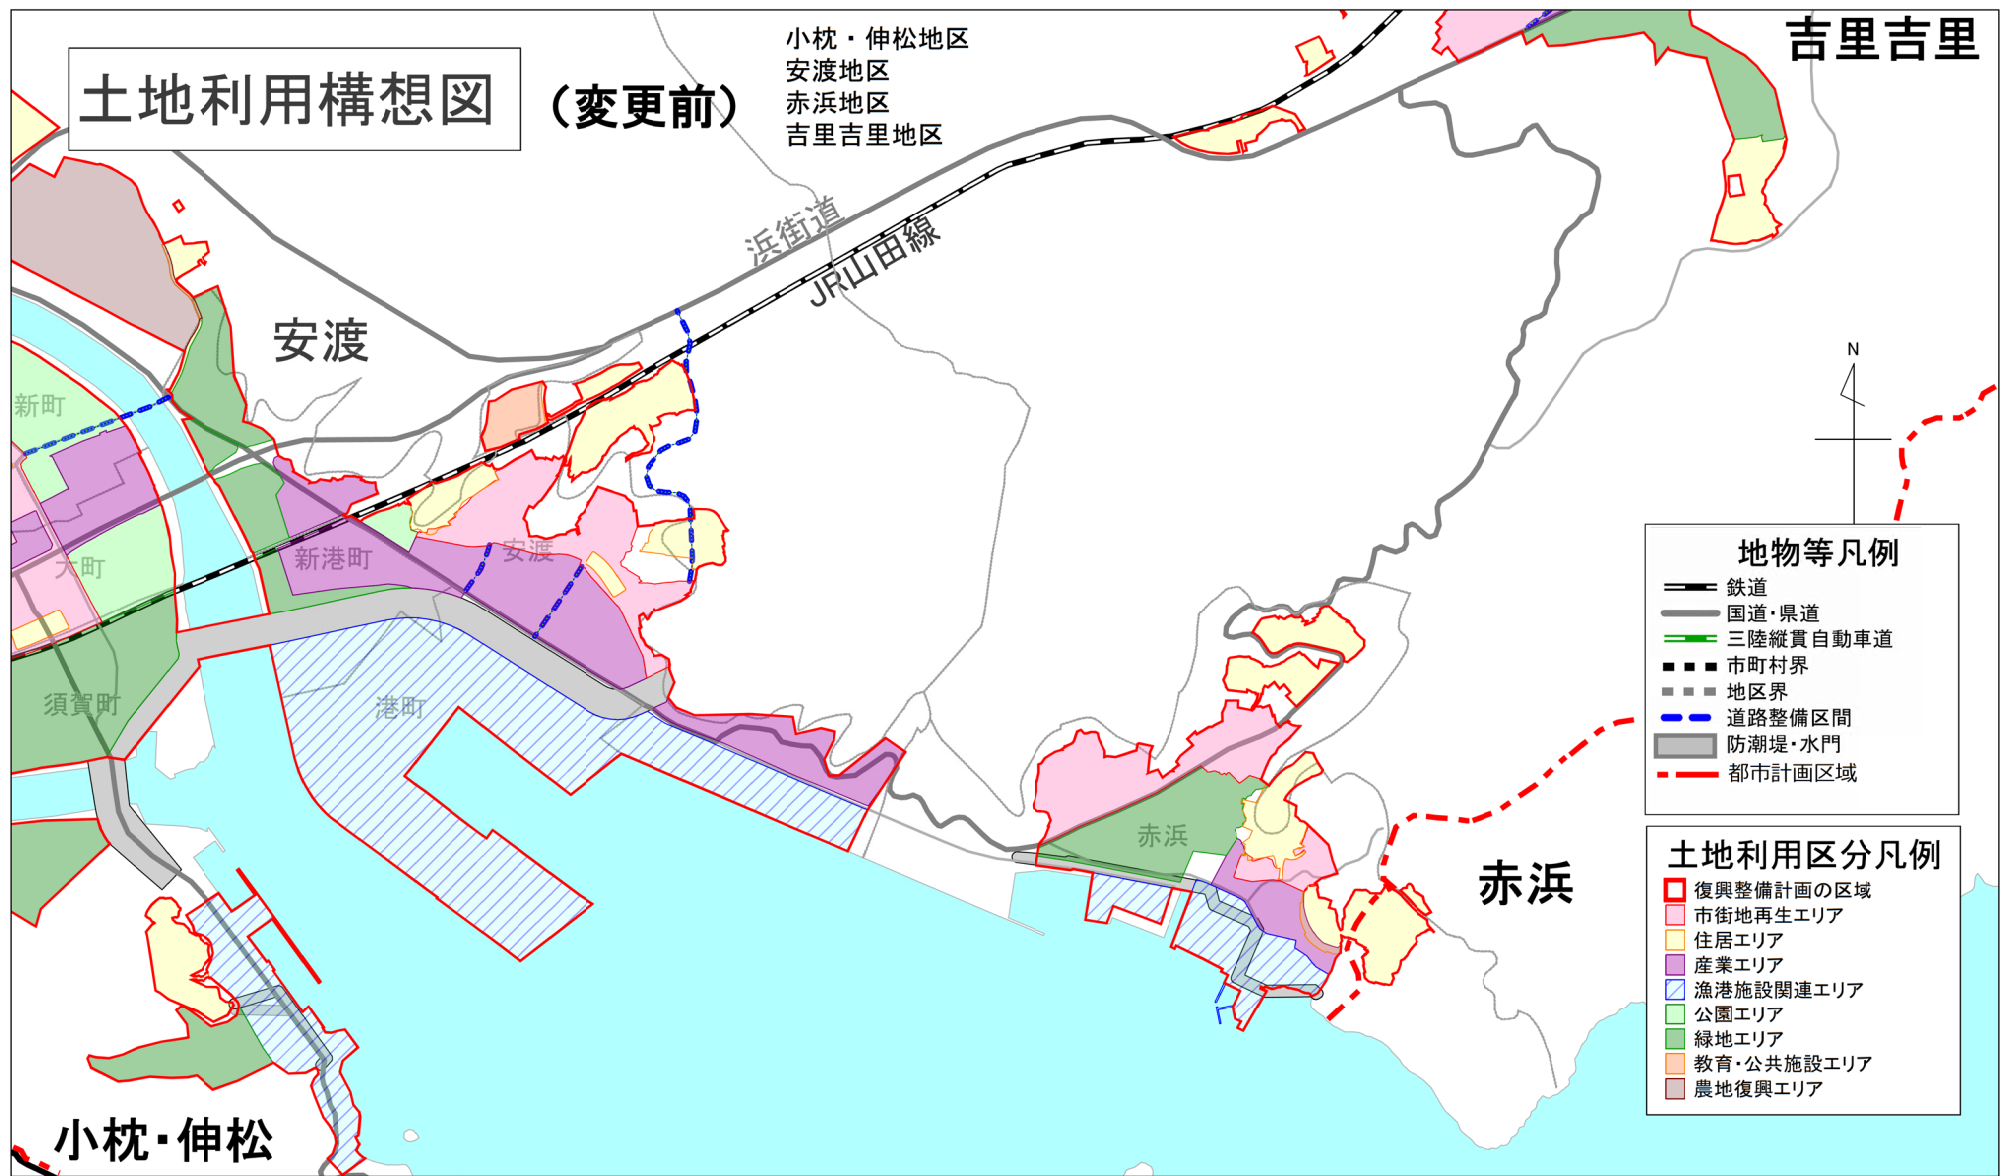 土地利用構想図
（変更前）
小枕・伸松地区
安渡地区
赤浜地区
吉里吉里地区
吉里吉里
浜街道
JR山田線
安渡
新町
大町
新港町
安渡
須賀町
港町
赤浜
赤浜
小枕・伸松
N
地物等凡例
鉄道
国道・県道
三陸縦貫自動車道
市町村界
地区界
道路整備区間
防潮堤・水門
都市計画区域
土地利用区分凡例
復興整備計画の区域
市街地再生エリア
住居エリア
産業エリア
漁港施設関連エリア
公園エリア
緑地エリア
教育・公共施設エリア
農地復興エリア